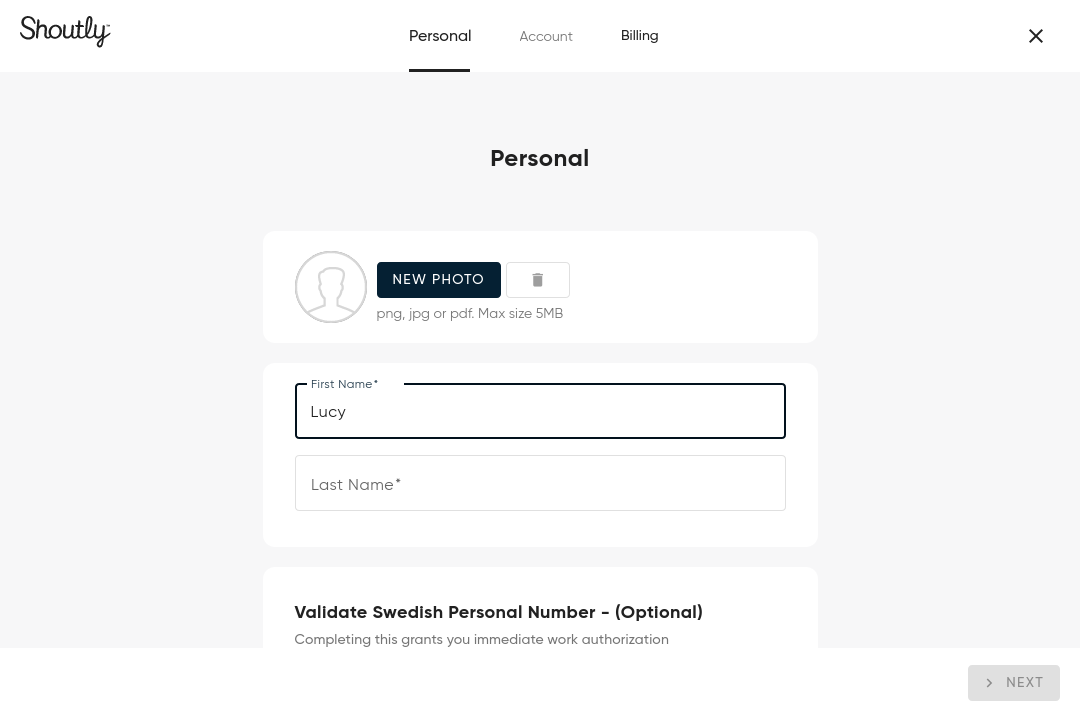 Shoutly™
Personal
Account
Billing
Personal
NEW PHOTO
png, jpg or pdf. Max size 5MB
First Name*
Lucy
Last Name*
Validate Swedish Personal Number - (Optional)
Completing this grants you immediate work authorization
NEXT